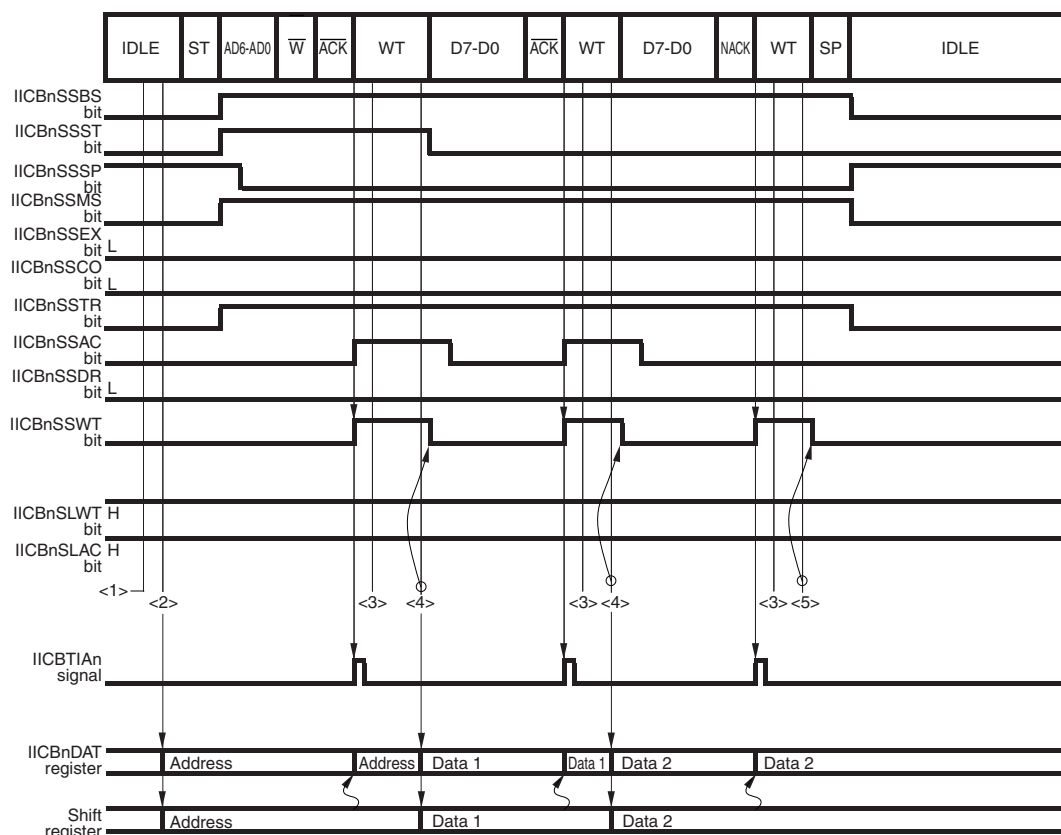 IDLE ST AD6-AD0 W ACK WT D7-D0 ACK WT D7-D0 NACK WT SP IDLE
IICBnSSBS
bit
IICBnSSST
bit
IICBnSSSP
bit
IICBnSSMS
bit
IICBnSSEX
bit L
IICBnSSCO
bit L
IICBnSSTR
bit
IICBnSSAC
bit
IICBnSSDR
bit L
IICBnSSWT
bit
IICBnSLWT H
bit
IICBnSLAC H
bit
<1>
<2> <3> <4> <3> <4> <3> <5>
IICBTIAn
signal
IICBnDAT
register
Address Address Data 1 Data 1 Data 2 Data 2
Shift
register
Address Data 1 Data 2